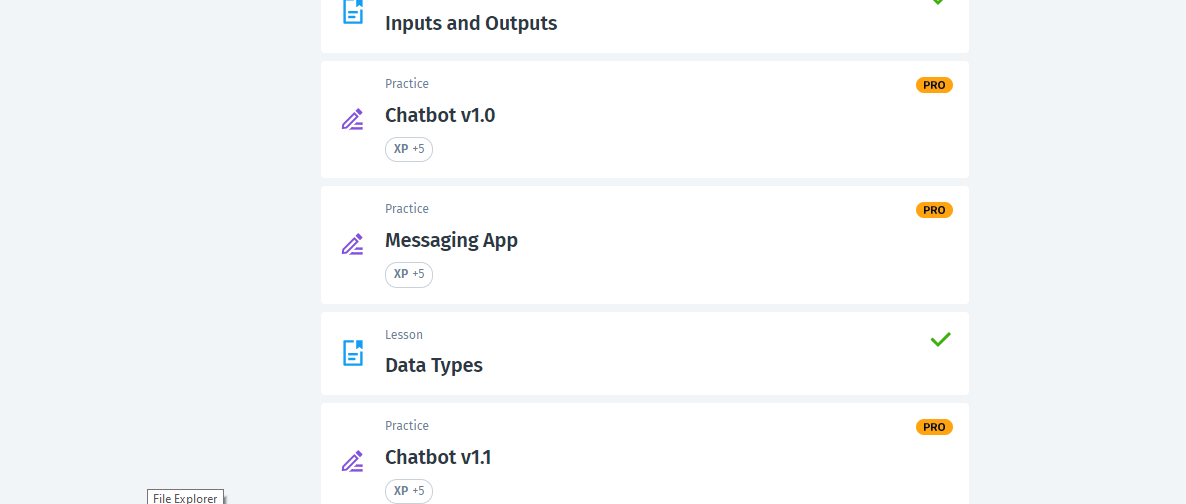 Inputs and Outputs
Practice
PRO
Chatbot v1.0
XP +5
Practice
PRO
Messaging App
XP +5
Lesson
Data Types
Practice
PRO
Chatbot v1.1
XP +5
File Explorer